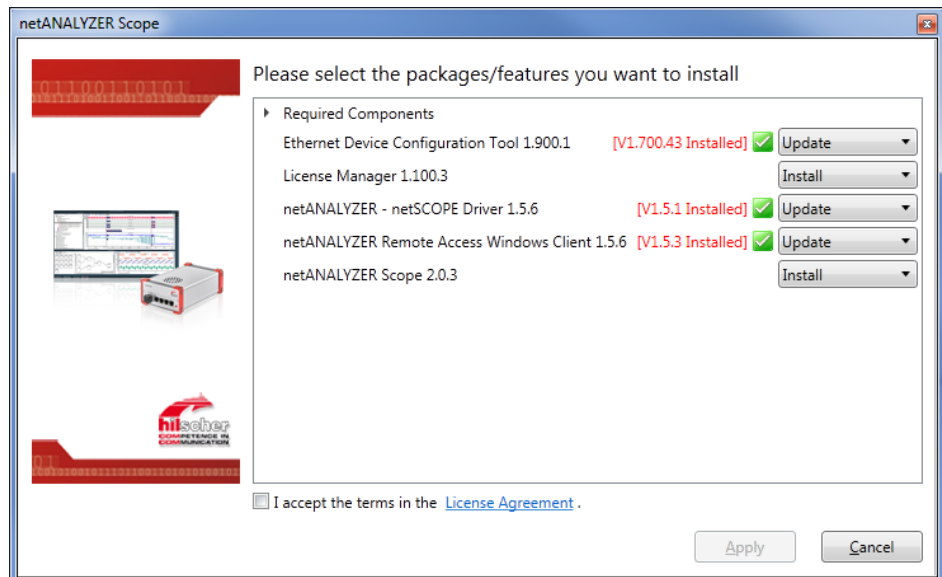 netANALYZER Scope
Please select the packages/features you want to install
Required Components
Ethernet Device Configuration Tool 1.900.1 [V1.700.43 Installed] Update
License Manager 1.100.3 Install
netANALYZER - netSCOPE Driver 1.5.6 [V1.5.1 Installed] Update
netANALYZER Remote Access Windows Client 1.5.6 [V1.5.3 Installed] Update
netANALYZER Scope 2.0.3 Install
hilscher
COMPETENCE IN
COMMUNICATION
I accept the terms in the License Agreement .
Apply Cancel